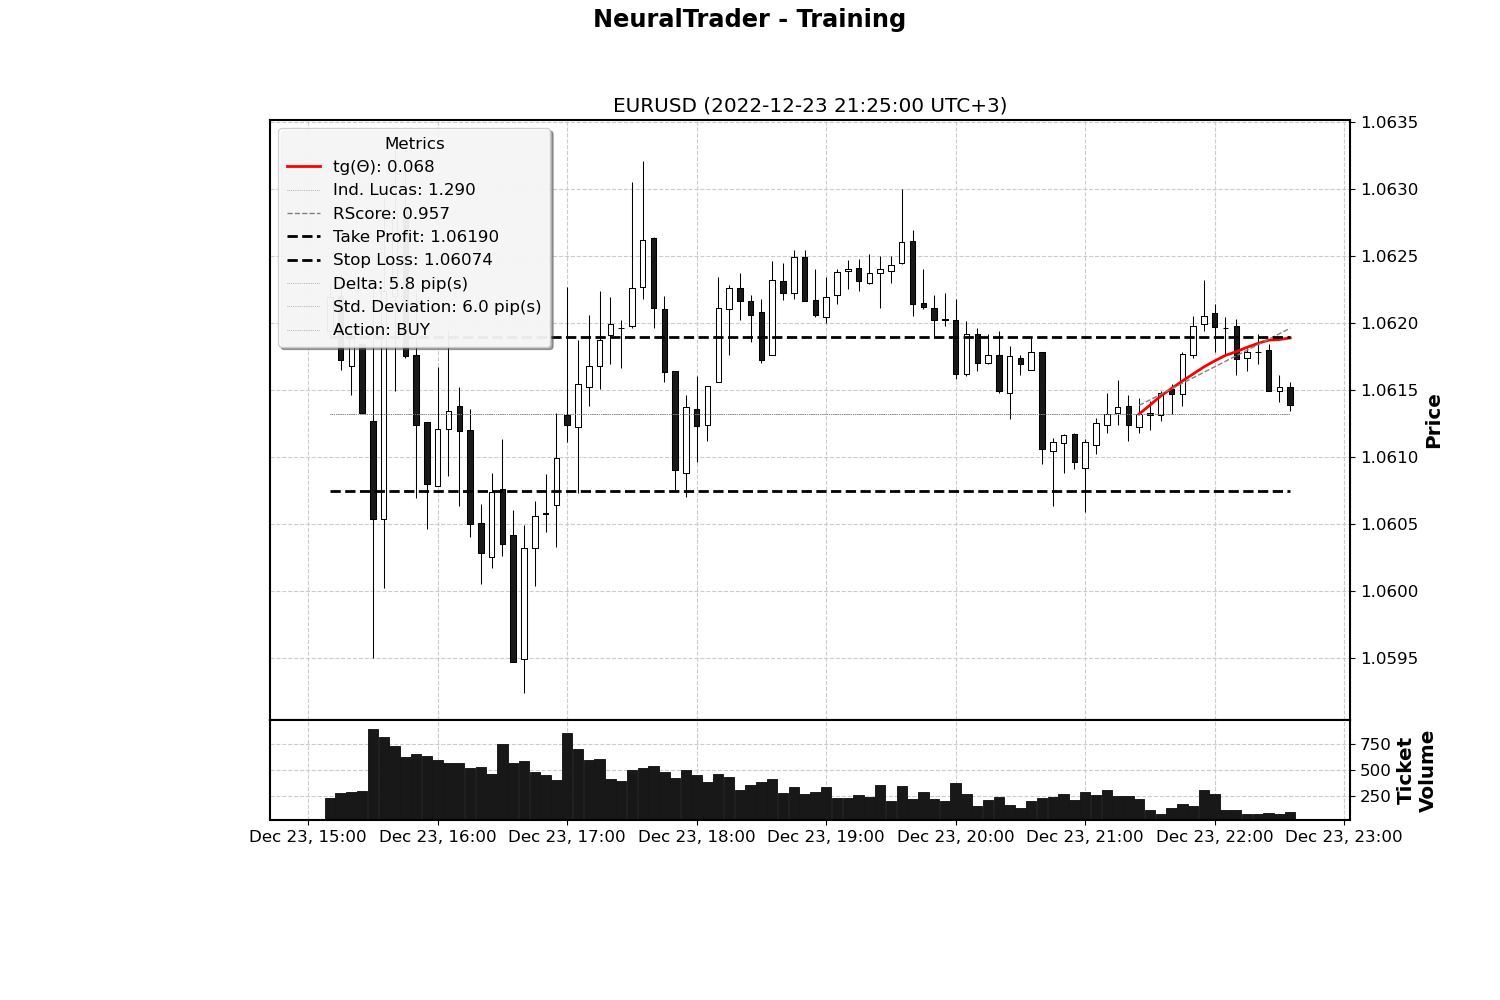 NeuralTrader - Training
EURUSD (2022-12-23 21:25:00 UTC+3)
Metrics
tg(Θ): 0.068
Ind. Lucas: 1.290
RScore: 0.957
Take Profit: 1.06190
Stop Loss: 1.06074
Delta: 5.8 pip(s)
Std. Deviation: 6.0 pip(s)
Action: BUY
1.0635
1.0630
1.0625
1.0620
1.0615
1.0610
1.0605
1.0600
1.0595
Price
750
500
250
Ticket
Volume
Dec 23, 15:00
Dec 23, 16:00
Dec 23, 17:00
Dec 23, 18:00
Dec 23, 19:00
Dec 23, 20:00
Dec 23, 21:00
Dec 23, 22:00
Dec 23, 23:00